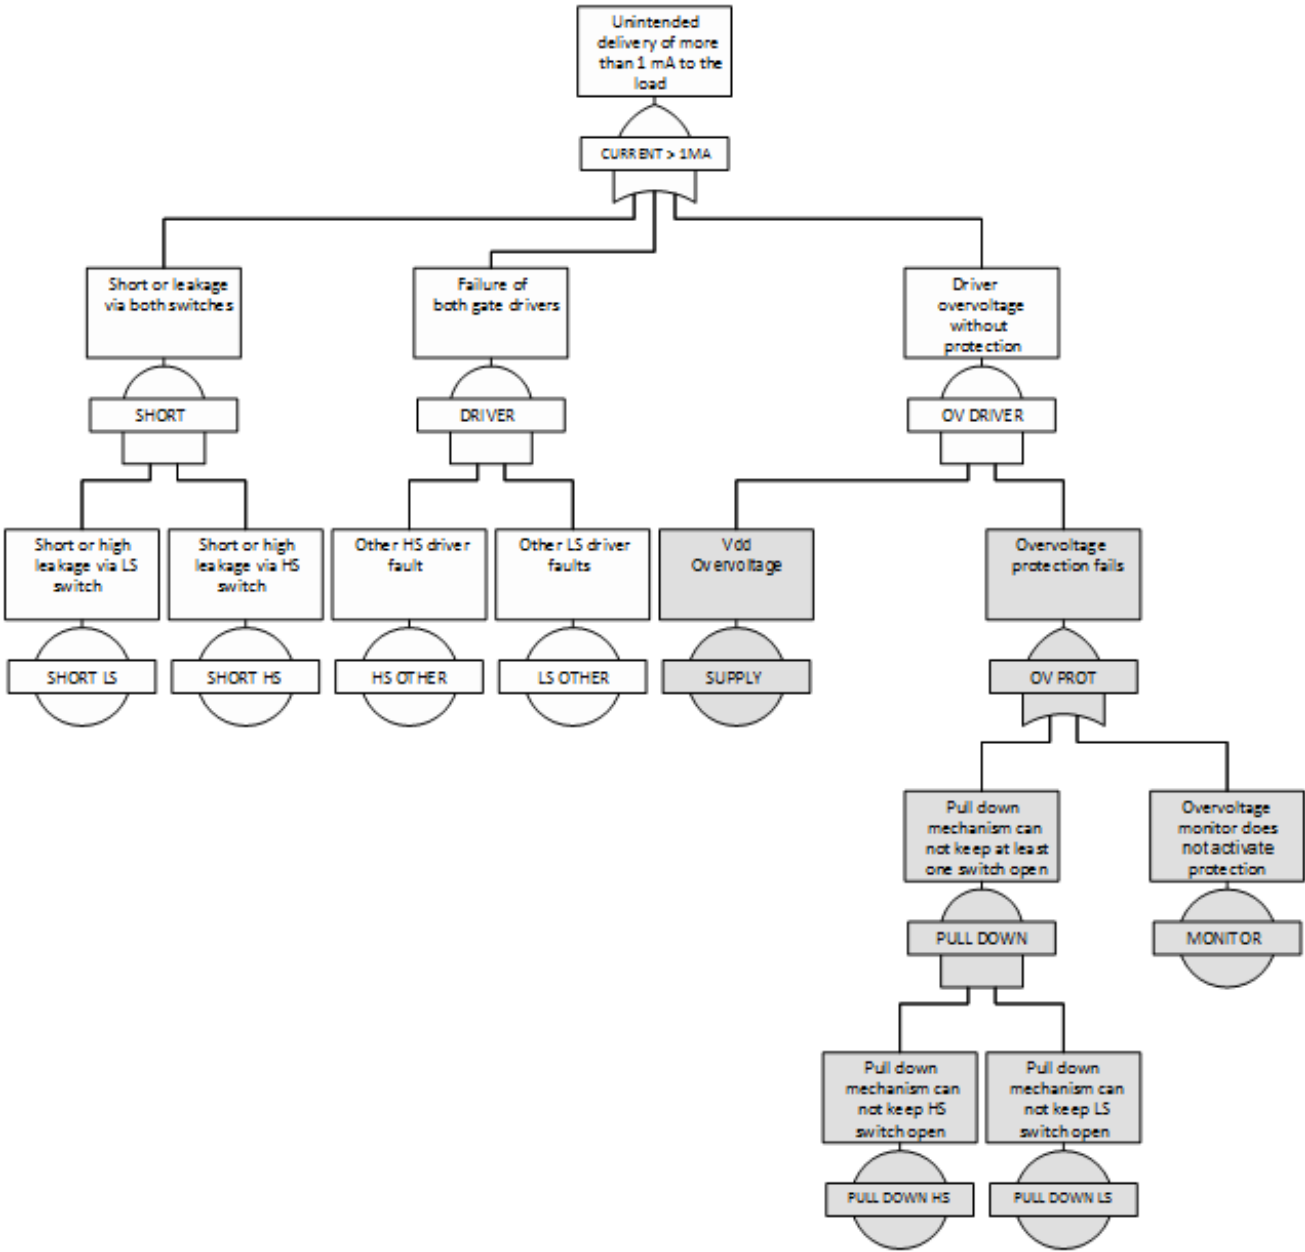 Unintended
delivery of more
than 1 mA to the
load
CURRENT > 1MA
Short or leakage
via both switches
SHORT
Failure of
both gate drivers
DRIVER
Driver
overvoltage
without
protection
OV DRIVER
Short or high
leakage via LS
switch
SHORT LS
Short or high
leakage via HS
switch
SHORT HS
Other HS driver
fault
HS OTHER
Other LS driver
faults
LS OTHER
Vdd
Overvoltage
SUPPLY
Overvoltage
protection fails
OV PROT
Pull down
mechanism can
not keep at least
one switch open
PULL DOWN
Overvoltage
monitor does
not activate
protection
MONITOR
Pull down
mechanism can
not keep HS
switch open
PULL DOWN HS
Pull down
mechanism can
not keep LS
switch open
PULL DOWN LS